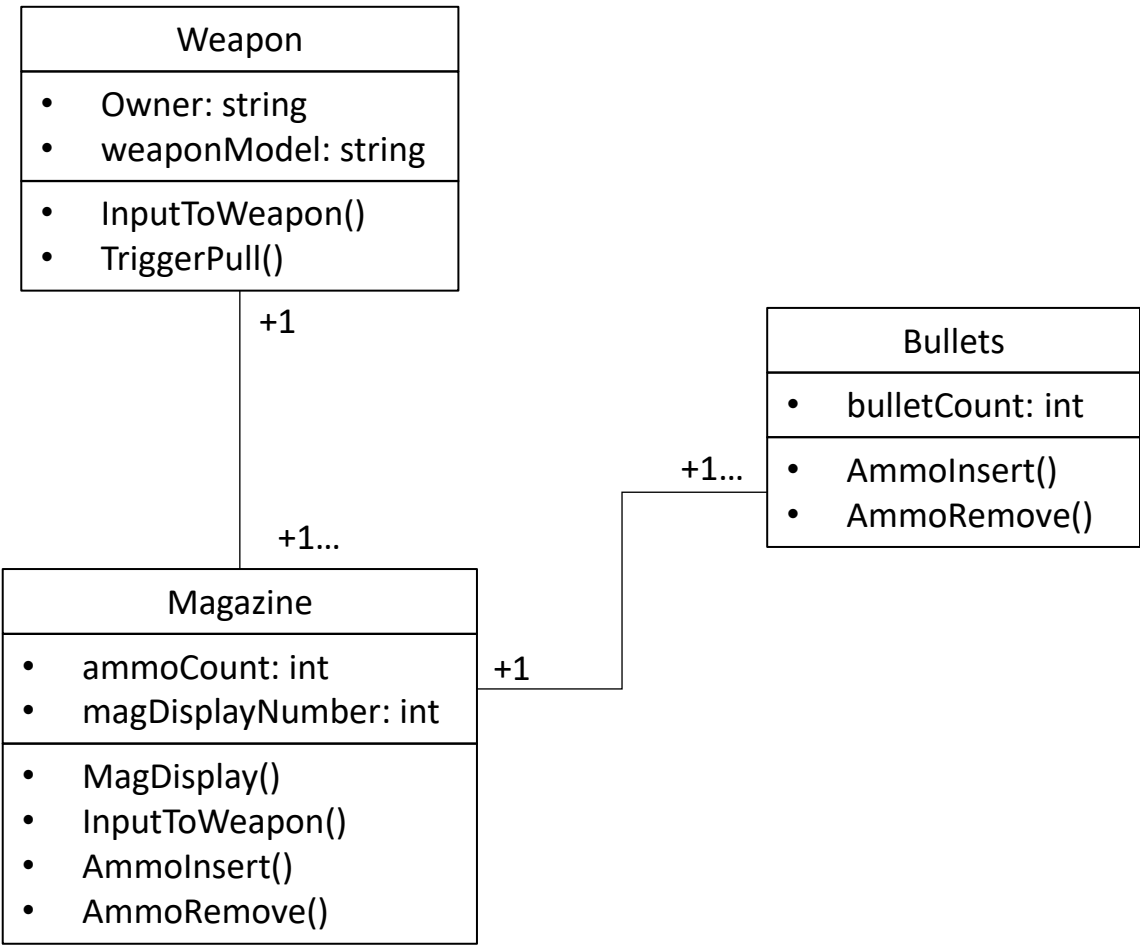 Weapon
• Owner: string
• weaponModel: string
• InputToWeapon()
• TriggerPull()
+1
+1...
Magazine
• ammoCount: int
• magDisplayNumber: int
• MagDisplay()
• InputToWeapon()
• AmmoInsert()
• AmmoRemove()
+1
+1...
Bullets
• bulletCount: int
• AmmoInsert()
• AmmoRemove()